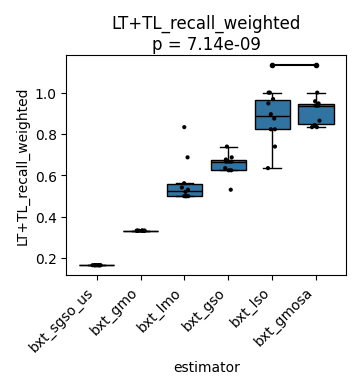 LT+TL_recall_weighted
p = 7.14e-09
LT+TL_recall_weighted
1.0
0.8
0.6
0.4
0.2
bxt_sgso_us
bxt_gmo
bxt_lmo
bxt_gso
bxt_lso
bxt_gmosa
estimator